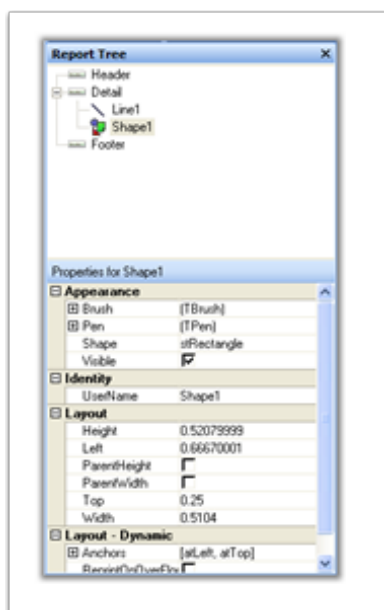 Report Tree
Header
Detail
Line1
Shape1
Footer
Properties for Shape1
Appearance
Brush (TBrush)
Pen (TPen)
Shape stRectangle
Visible
Identity
UserName Shape1
Layout
Height 0.52079999
Left 0.66670001
ParentHeight
ParentWidth
Top 0.25
Width 0.5104
Layout - Dynamic
Anchors [atLeft, atTop]